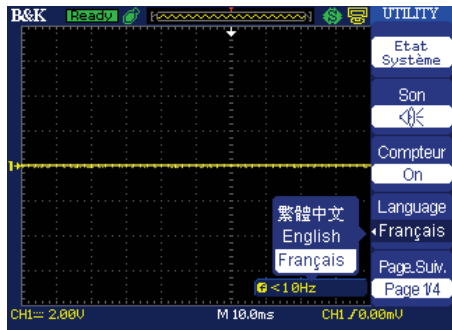 B&K Ready UTILITY
Etat
Système
Son
Compteur
On
Language
Français
繁體中文
English
Français
Page Suiv.
Page 1/4
<10Hz
CH1 2.00V M 10.0ms CH1 0.00mV
1